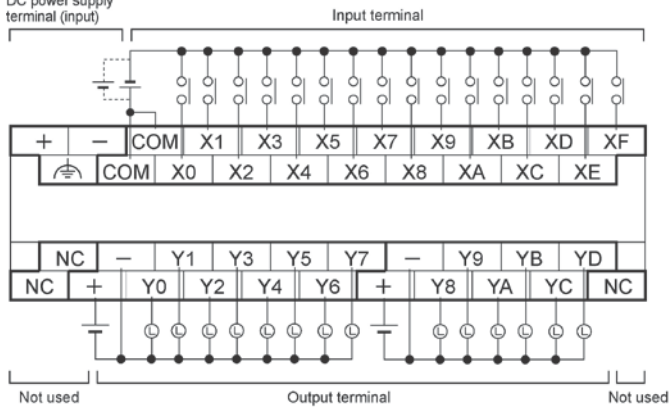 DC power supply
terminal (input)
Input terminal
+ - COM X1 X3 X5 X7 X9 XB XD XF
COM X0 X2 X4 X6 X8 XA XC XE
NC - Y1 Y3 Y5 Y7 - Y9 YB YD
NC + Y0 Y2 Y4 Y6 + Y8 YA YC NC
L L L L L L L L L L L L L L
Not used
Output terminal
Not used